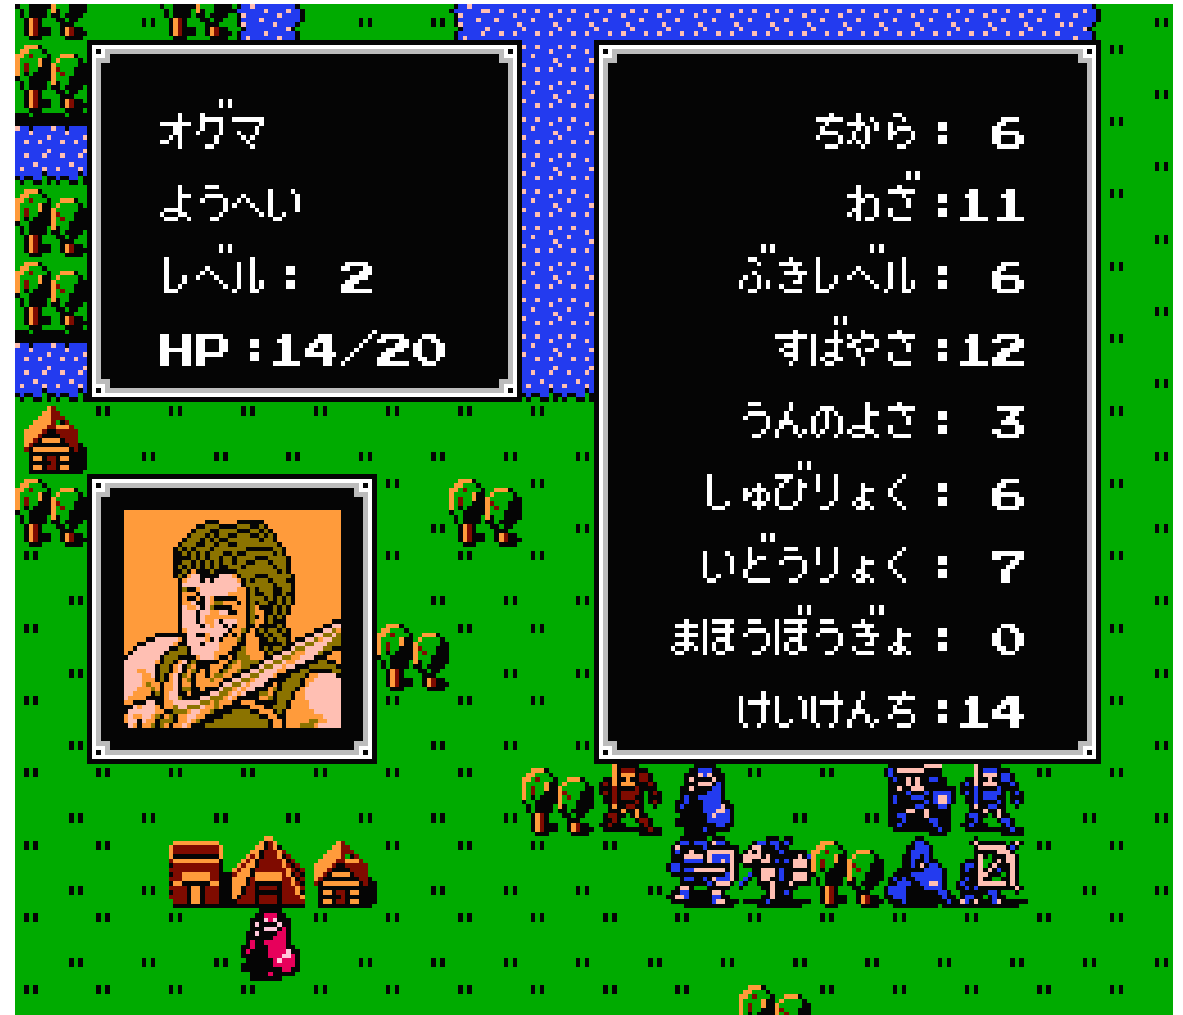 オグマ
ようへい
レベル: 2
HP:14/20
ちから: 6
わざ:11
ぶきレベル: 6
すばやさ:12
うんのよさ: 3
しゅびりょく: 6
いどうりょく: 7
まほうぼうぎょ: 0
けいけんち:14